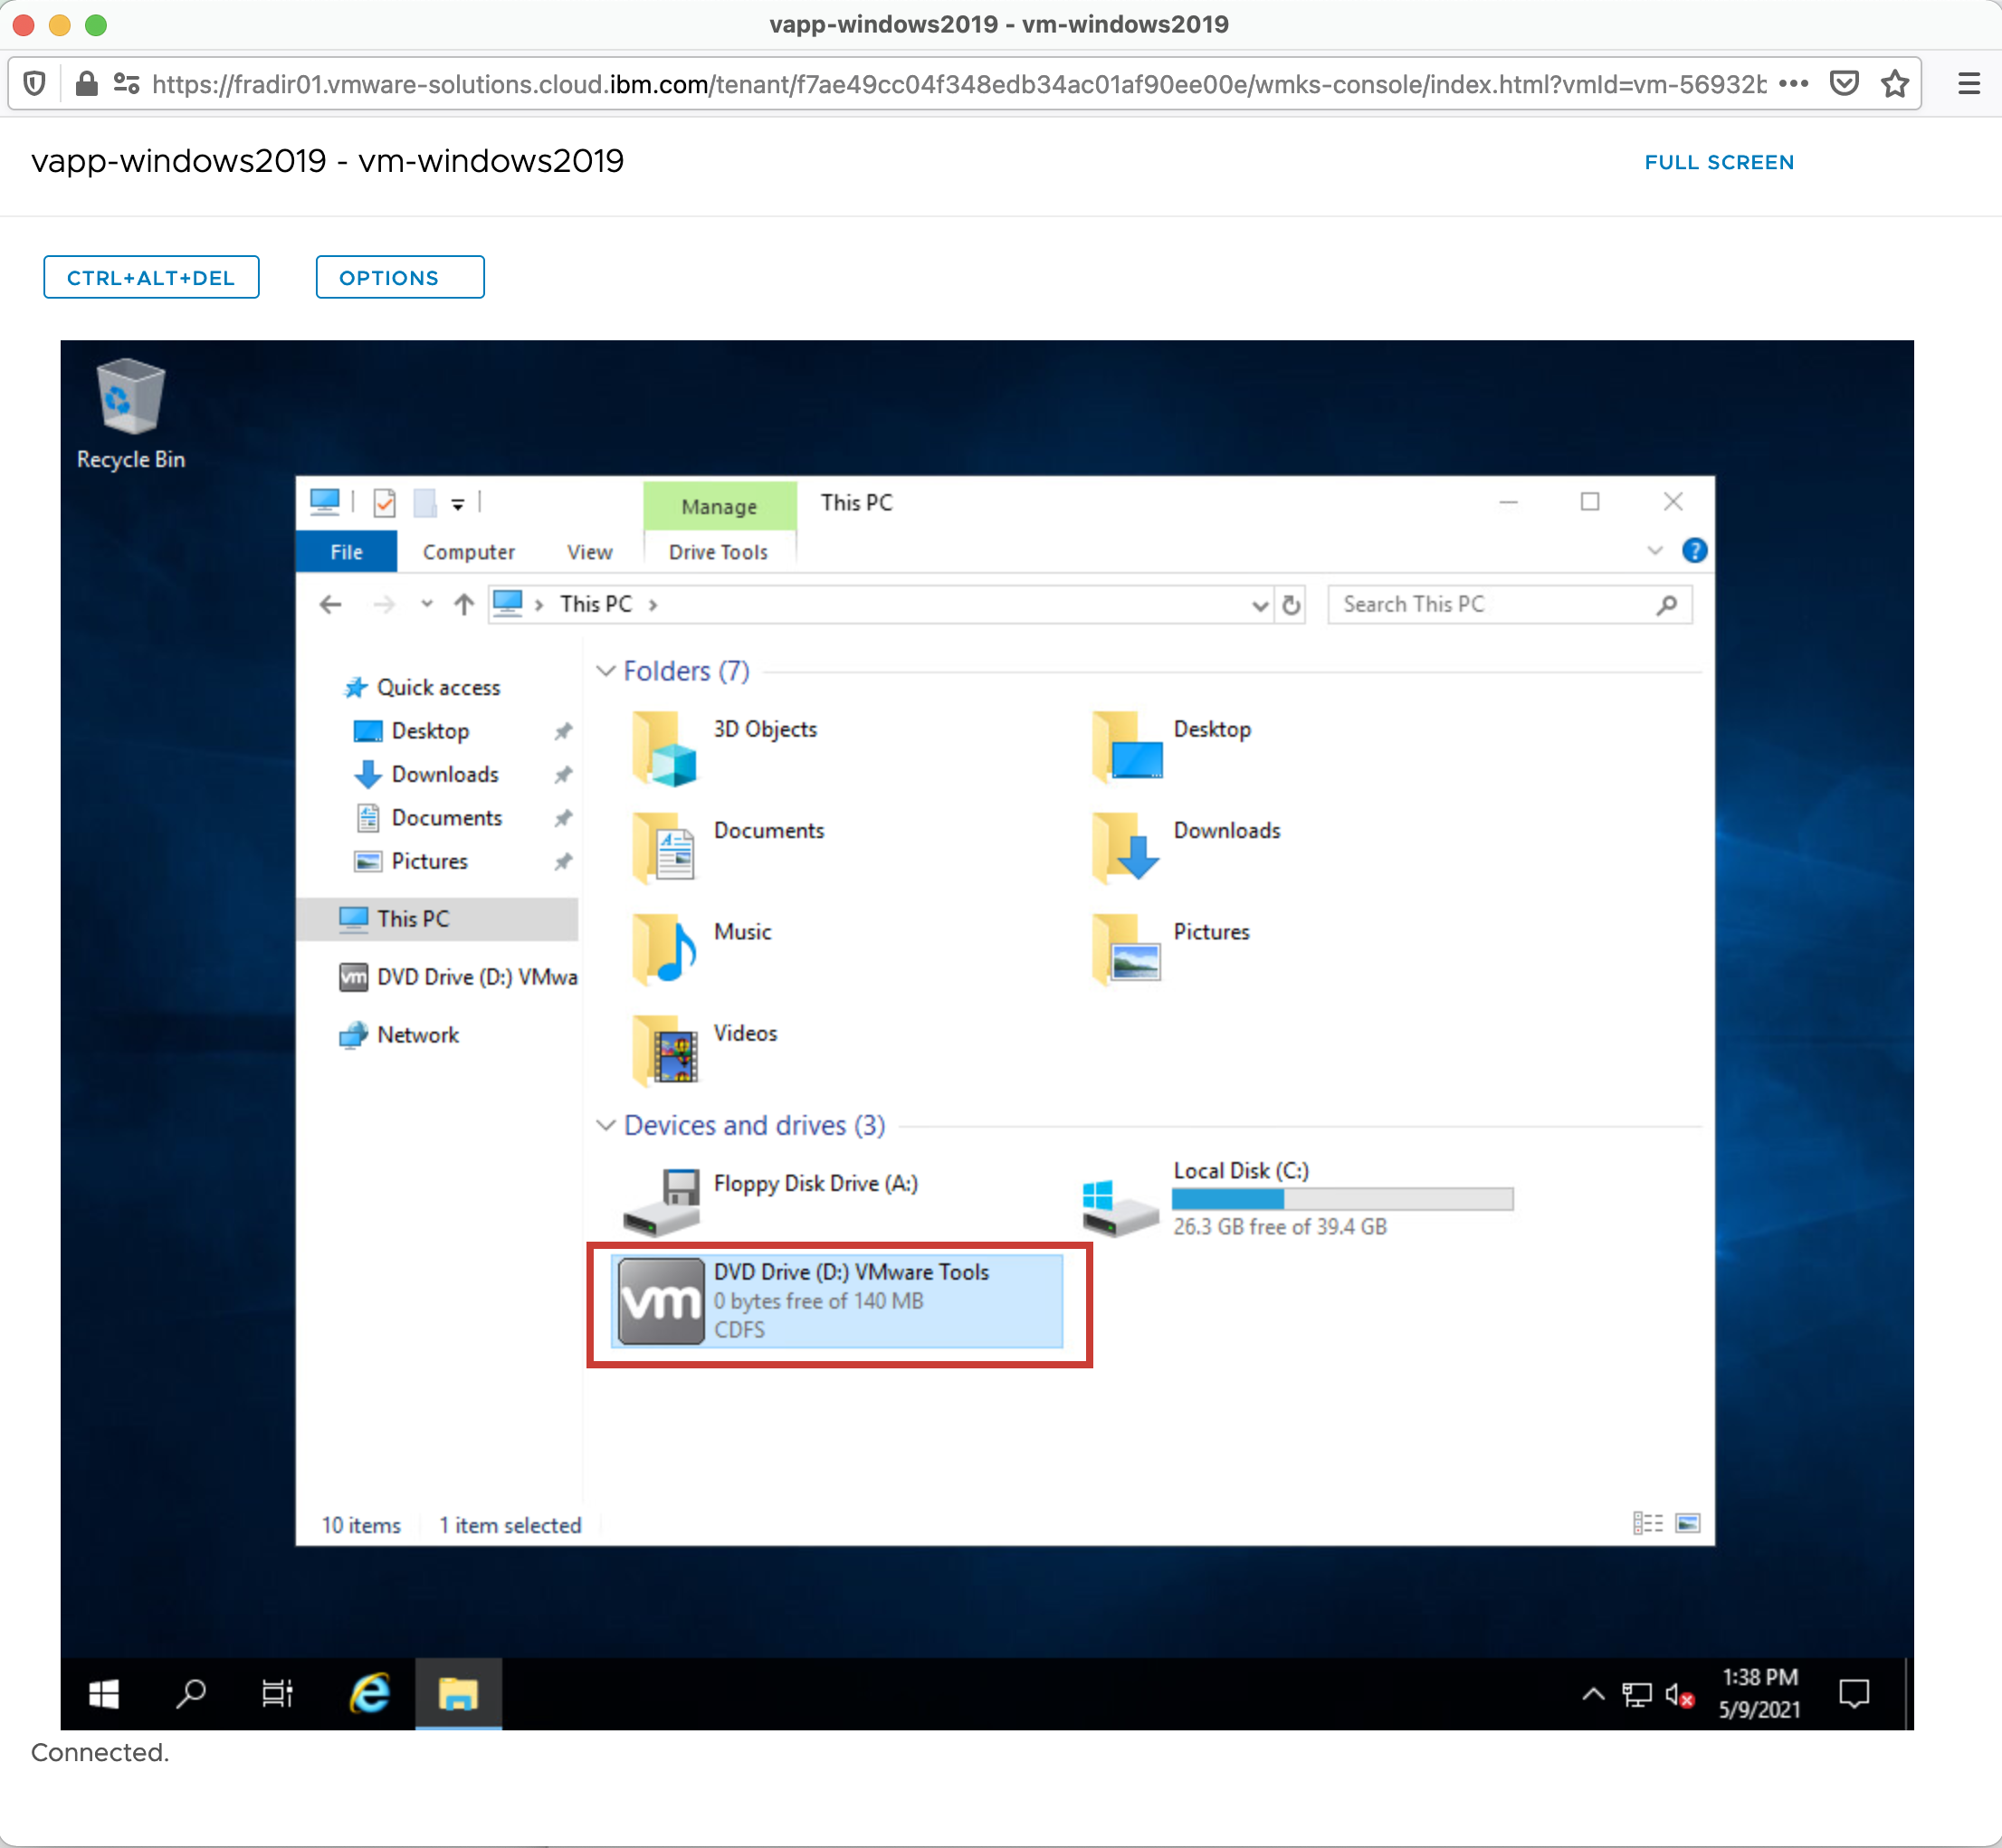 vapp-windows2019 - vm-windows2019
https://fradir01.vmware-solutions.cloud.ibm.com/tenant/f7ae49cc04f348edb34ac01af90ee00e/wmks-console/index.html?vmId=vm-56932b
vapp-windows2019 - vm-windows2019
FULL SCREEN
CTRL+ALT+DEL
OPTIONS
Recycle Bin
Manage
This PC
File
Computer
View
Drive Tools
This PC
Search This PC
Quick access
Desktop
Downloads
Documents
Pictures
This PC
DVD Drive (D:) VMwa
Network
Folders (7)
3D Objects
Desktop
Documents
Downloads
Music
Pictures
Videos
Devices and drives (3)
Floppy Disk Drive (A:)
Local Disk (C:)
26.3 GB free of 39.4 GB
vm
DVD Drive (D:) VMware Tools
0 bytes free of 140 MB
CDFS
10 items
1 item selected
1:38 PM
5/9/2021
Connected.